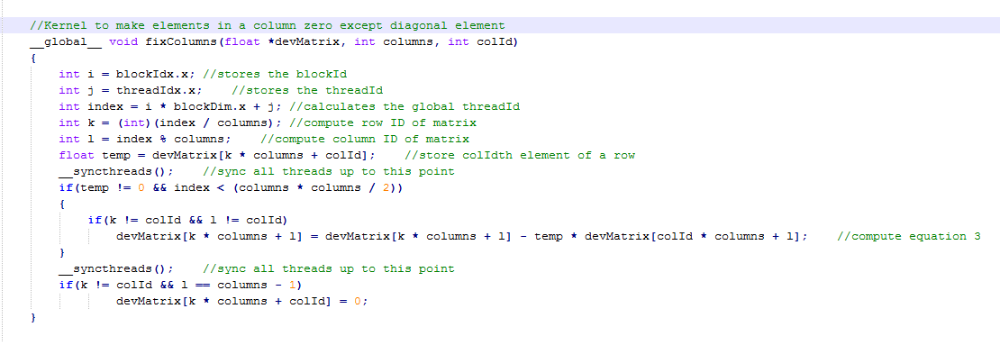 //Kernel to make elements in a column zero except diagonal element
__global__ void fixColumns(float *devMatrix, int columns, int colId)
{
int i = blockIdx.x; //stores the blockId
int j = threadIdx.x; //stores the threadId
int index = i * blockDim.x + j; //calculates the global threadId
int k = (int)(index / columns); //compute row ID of matrix
int l = index % columns; //compute column ID of matrix
float temp = devMatrix[k * columns + colId]; //store colIdth element of a row
__syncthreads(); //sync all threads up to this point
if(temp != 0 && index < (columns * columns / 2))
{
if(k != colId && l != colId)
devMatrix[k * columns + l] = devMatrix[k * columns + l] - temp * devMatrix[colId * columns + l]; //compute equation 3
}
__syncthreads(); //sync all threads up to this point
if(k != colId && l == columns - 1)
devMatrix[k * columns + colId] = 0;
}